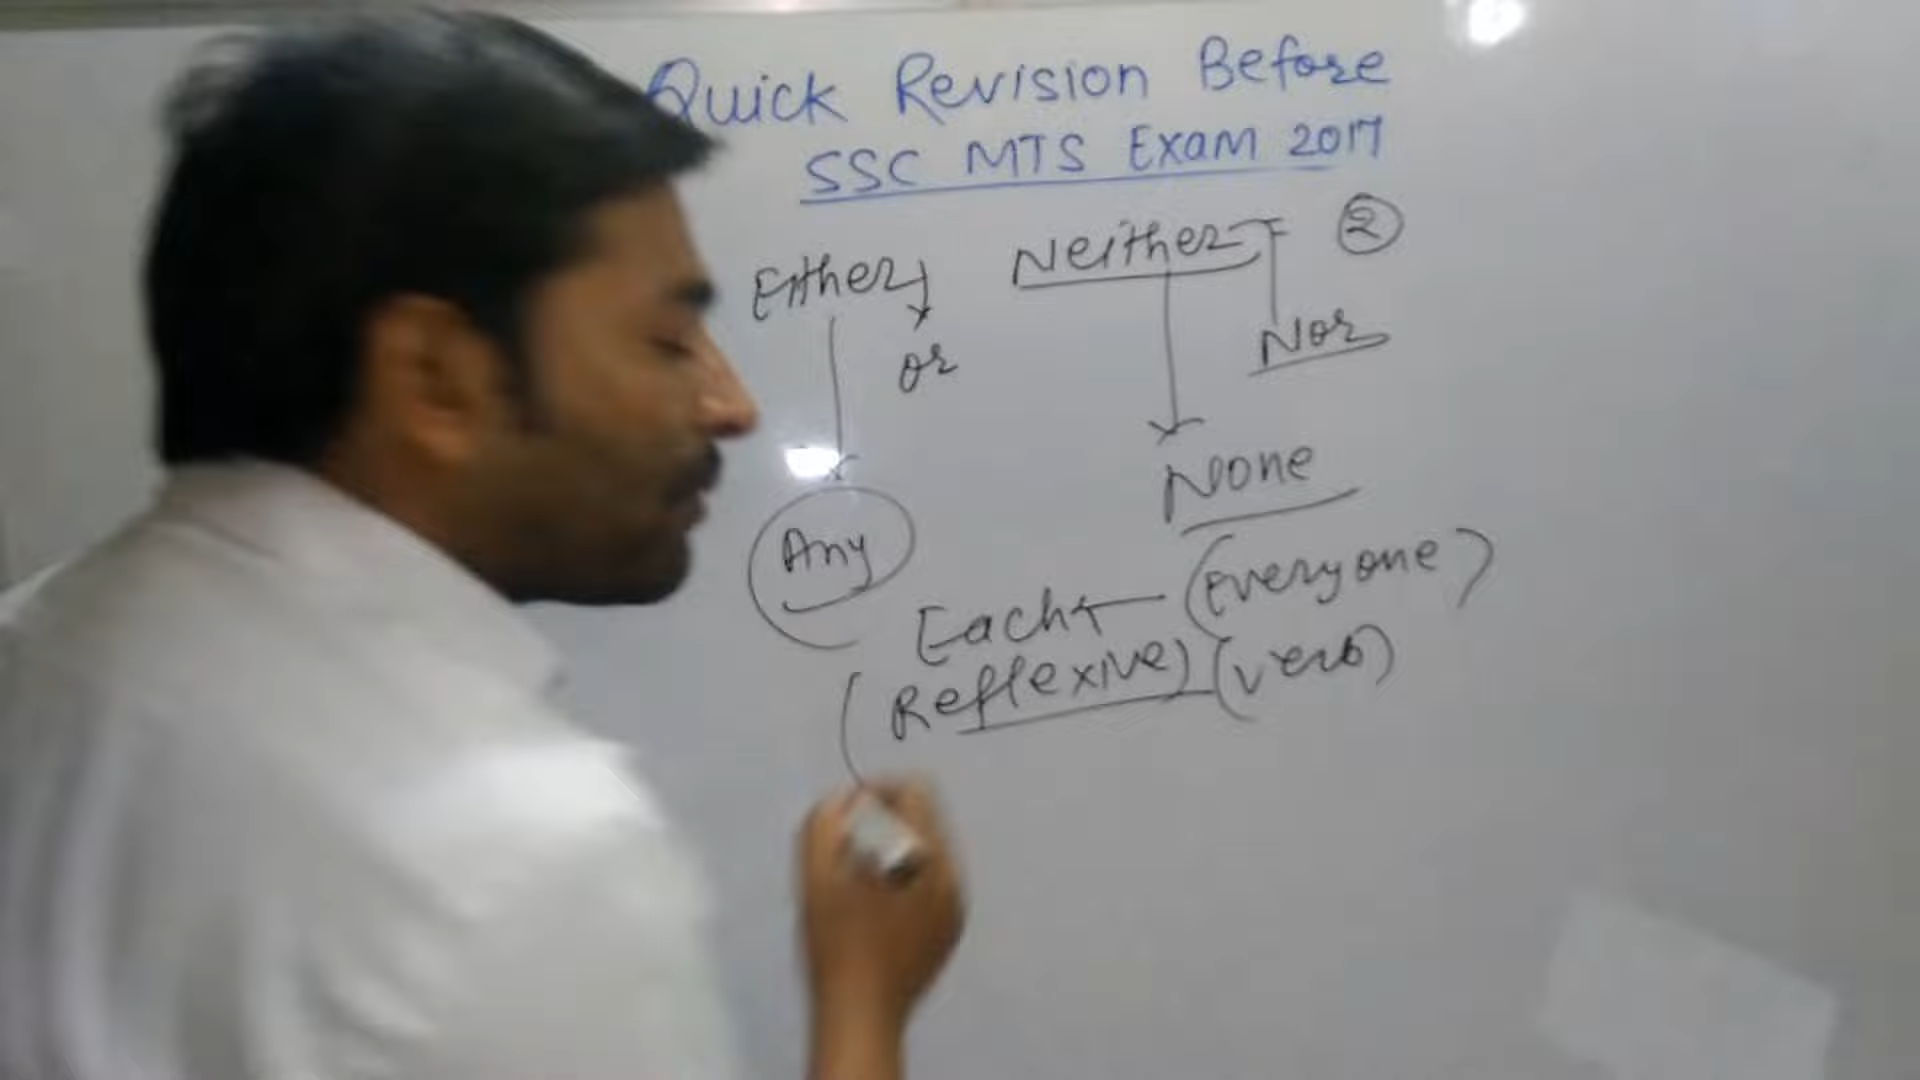 Quick Revision Before
SSC MTS Exam 2017
Either Neither ②
or Nor
Any None
Each (Everyone)
(Reflexive) (verb)